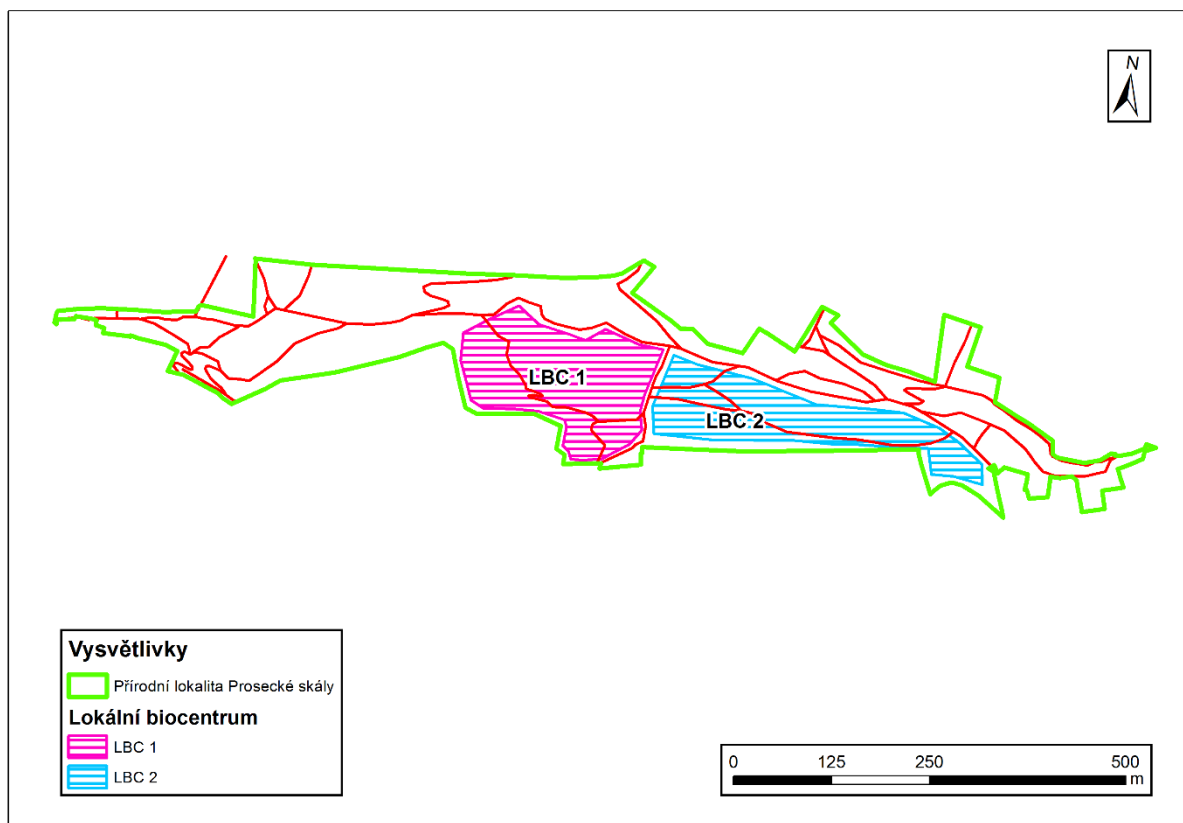 N
LBC 1
LBC 2
Vysvětlivky
Přírodní lokalita Prosecké skály
Lokální biocentrum
LBC 1
LBC 2
0 125 250 500
m